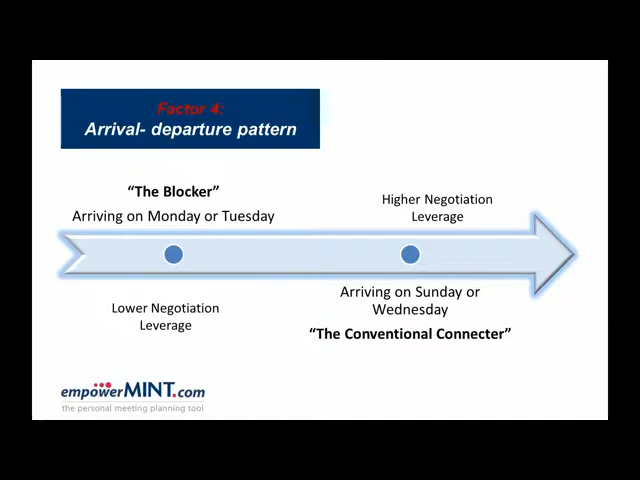 Factor 4:
Arrival- departure pattern
“The Blocker”
Arriving on Monday or Tuesday
Higher Negotiation
Leverage
Lower Negotiation
Leverage
Arriving on Sunday or
Wednesday
“The Conventional Connecter”
empowerMINT.com
the personal meeting planning tool